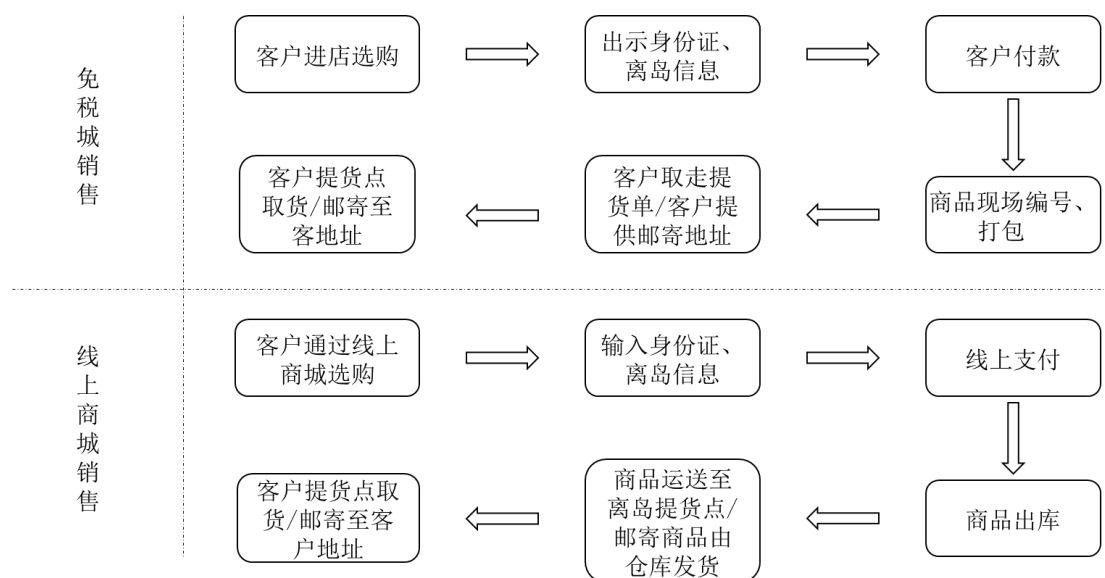 免税城销售
客户进店选购
出示身份证、
离岛信息
客户付款
商品现场编号、
打包
客户取走提
货单/客户提
供邮寄地址
客户提货点
取货/邮寄至
客地址
线上商城销售
客户通过线上
商城选购
输入身份证、
离岛信息
线上支付
商品出库
商品运送至
离岛提货点/
邮寄商品由
仓库发货
客户提货点取
货/邮寄至客
户地址